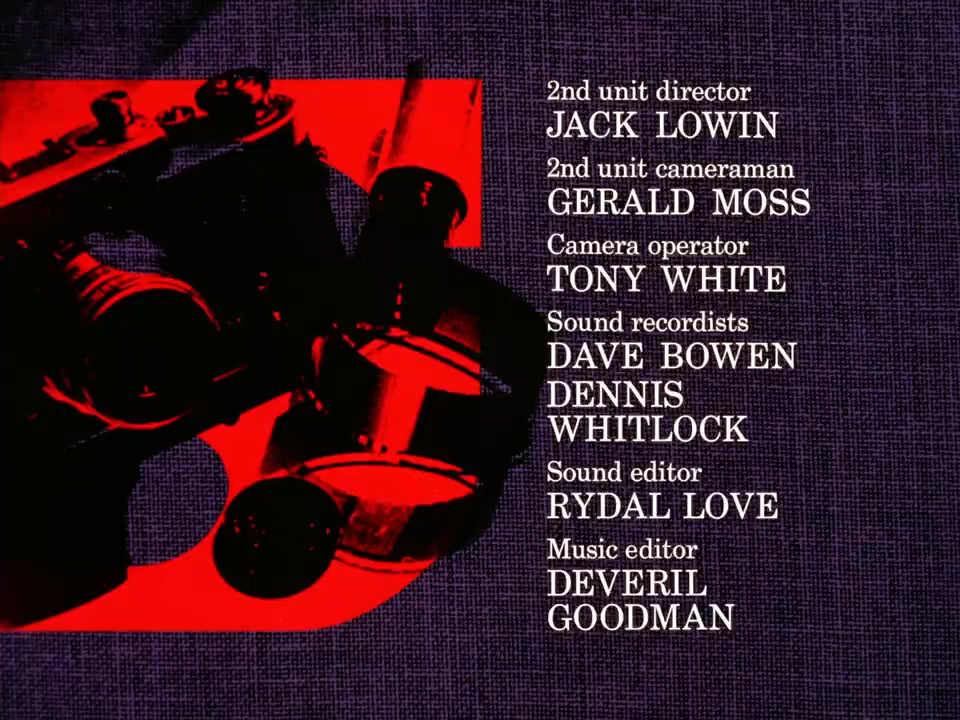 2nd unit director
JACK LOWIN
2nd unit cameraman
GERALD MOSS
Camera operator
TONY WHITE
Sound recordists
DAVE BOWEN
DENNIS
WHITLOCK
Sound editor
RYDAL LOVE
Music editor
DEVERIL
GOODMAN